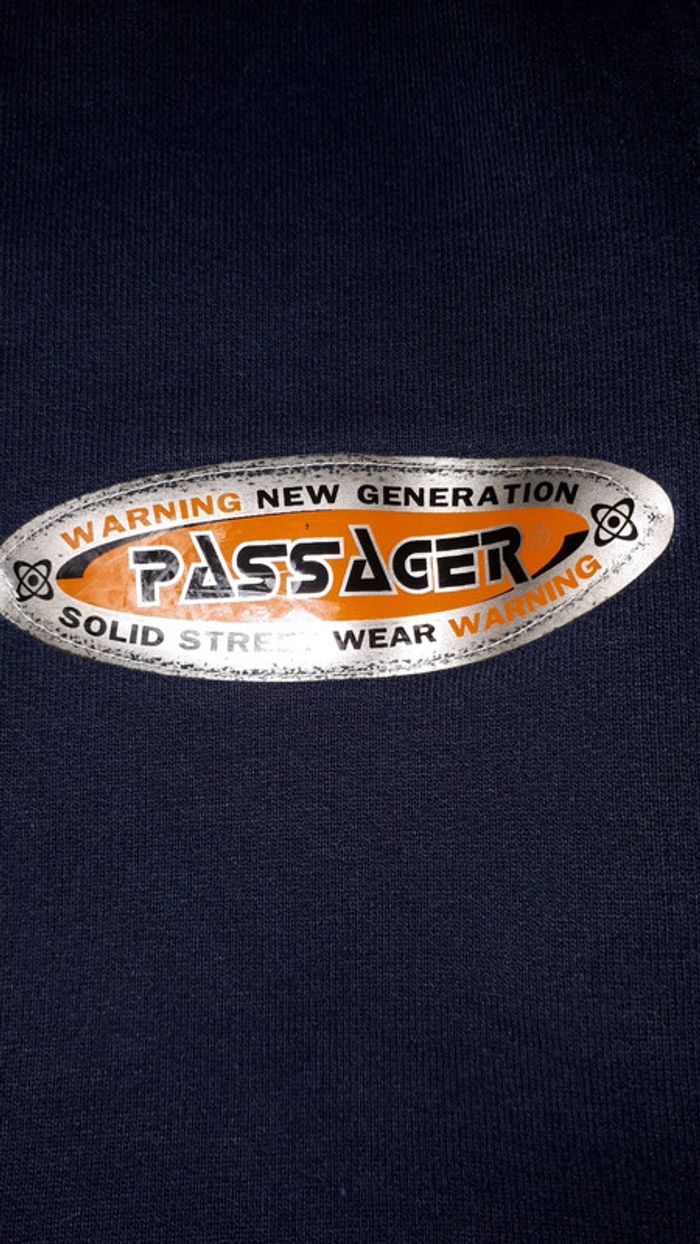 WARNING NEW GENERATION
PASSAGER®
SOLID STREET WEAR WARNING